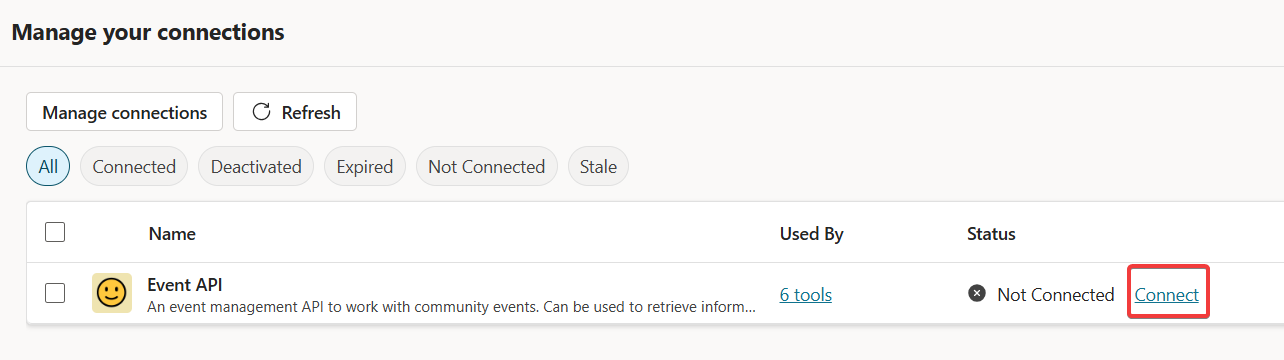 Manage your connections
Manage connections Refresh
All Connected Deactivated Expired Not Connected Stale
Name Used By Status
Event API
An event management API to work with community events. Can be used to retrieve inform...
6 tools Not Connected Connect